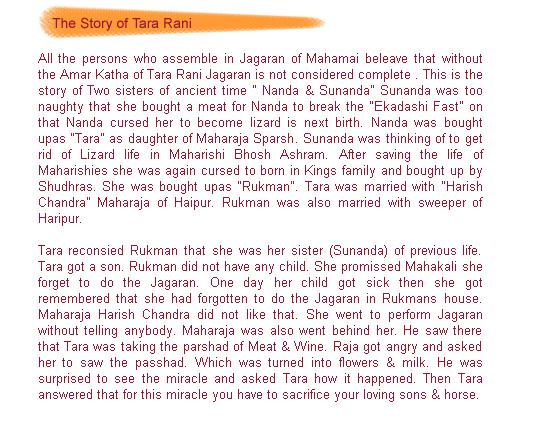 The Story of Tara Rani
All the persons who assemble in Jagaran of Mahamai beleave that without
the Amar Katha of Tara Rani Jagaran is not considered complete . This is the
story of Two sisters of ancient time " Nanda & Sunanda" Sunanda was too
naughty that she bought a meat for Nanda to break the "Ekadashi Fast" on
that Nanda cursed her to become lizard is next birth. Nanda was bought
upas "Tara" as daughter of Maharaja Sparsh. Sunanda was thinking of to get
rid of Lizard life in Maharishi Bhosh Ashram. After saving the life of
Maharishies she was again cursed to born in Kings family and bought up by
Shudhras. She was bought upas "Rukman". Tara was married with "Harish
Chandra" Maharaja of Haipur. Rukman was also married with sweeper of
Haripur.
Tara reconsied Rukman that she was her sister (Sunanda) of previous life.
Tara got a son. Rukman did not have any child. She promissed Mahakali she
forget to do the Jagaran. One day her child got sick then she got
remembered that she had forgotten to do the Jagaran in Rukmans house.
Maharaja Harish Chandra did not like that. She went to perform Jagaran
without telling anybody. Maharaja was also went behind her. He saw there
that Tara was taking the parshad of Meat & Wine. Raja got angry and asked
her to saw the passhad. Which was turned into flowers & milk. He was
surprised to see the miracle and asked Tara how it happened. Then Tara
answered that for this miracle you have to sacrifice your loving sons & horse.